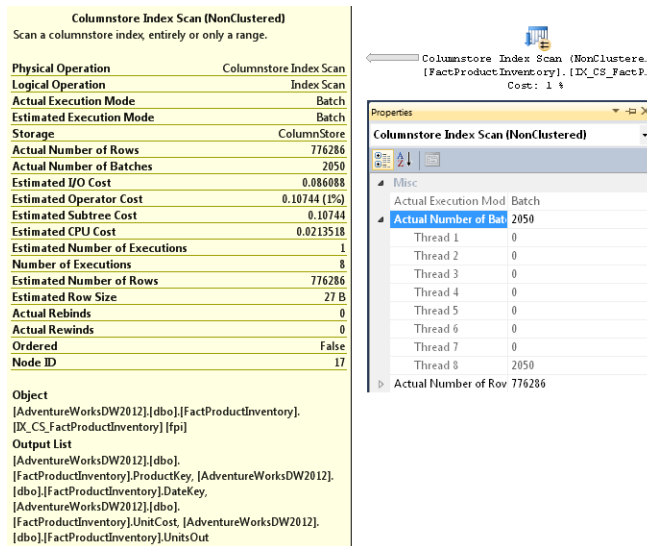 Columnstore Index Scan (NonClustered)
Scan a columnstore index, entirely or only a range.
Physical Operation Columnstore Index Scan
Logical Operation Index Scan
Actual Execution Mode Batch
Estimated Execution Mode Batch
Storage ColumnStore
Actual Number of Rows 776286
Actual Number of Batches 2050
Estimated I/O Cost 0.086088
Estimated Operator Cost 0.10744 (1%)
Estimated Subtree Cost 0.10744
Estimated CPU Cost 0.0213518
Estimated Number of Executions 1
Number of Executions 8
Estimated Number of Rows 776286
Estimated Row Size 27 B
Actual Rebinds 0
Actual Rewinds 0
Ordered False
Node ID 17
Object
[AdventureWorksDW2012].[dbo].[FactProductInventory].
[IX_CS_FactProductInventory] [fpi]
Output List
[AdventureWorksDW2012].[dbo].
[FactProductInventory].ProductKey, [AdventureWorksDW2012].
[dbo].[FactProductInventory].DateKey,
[AdventureWorksDW2012].[dbo].
[FactProductInventory].UnitCost, [AdventureWorksDW2012].
[dbo].[FactProductInventory].UnitsOut
Columnstore Index Scan (NonClustere…
[FactProductInventory].[IX_CS_FactP…
Cost: 1 %
Properties
Columnstore Index Scan (NonClustered)
Misc
Actual Execution Mod Batch
Actual Number of Bat 2050
Thread 1 0
Thread 2 0
Thread 3 0
Thread 4 0
Thread 5 0
Thread 6 0
Thread 7 0
Thread 8 2050
Actual Number of Rov 776286